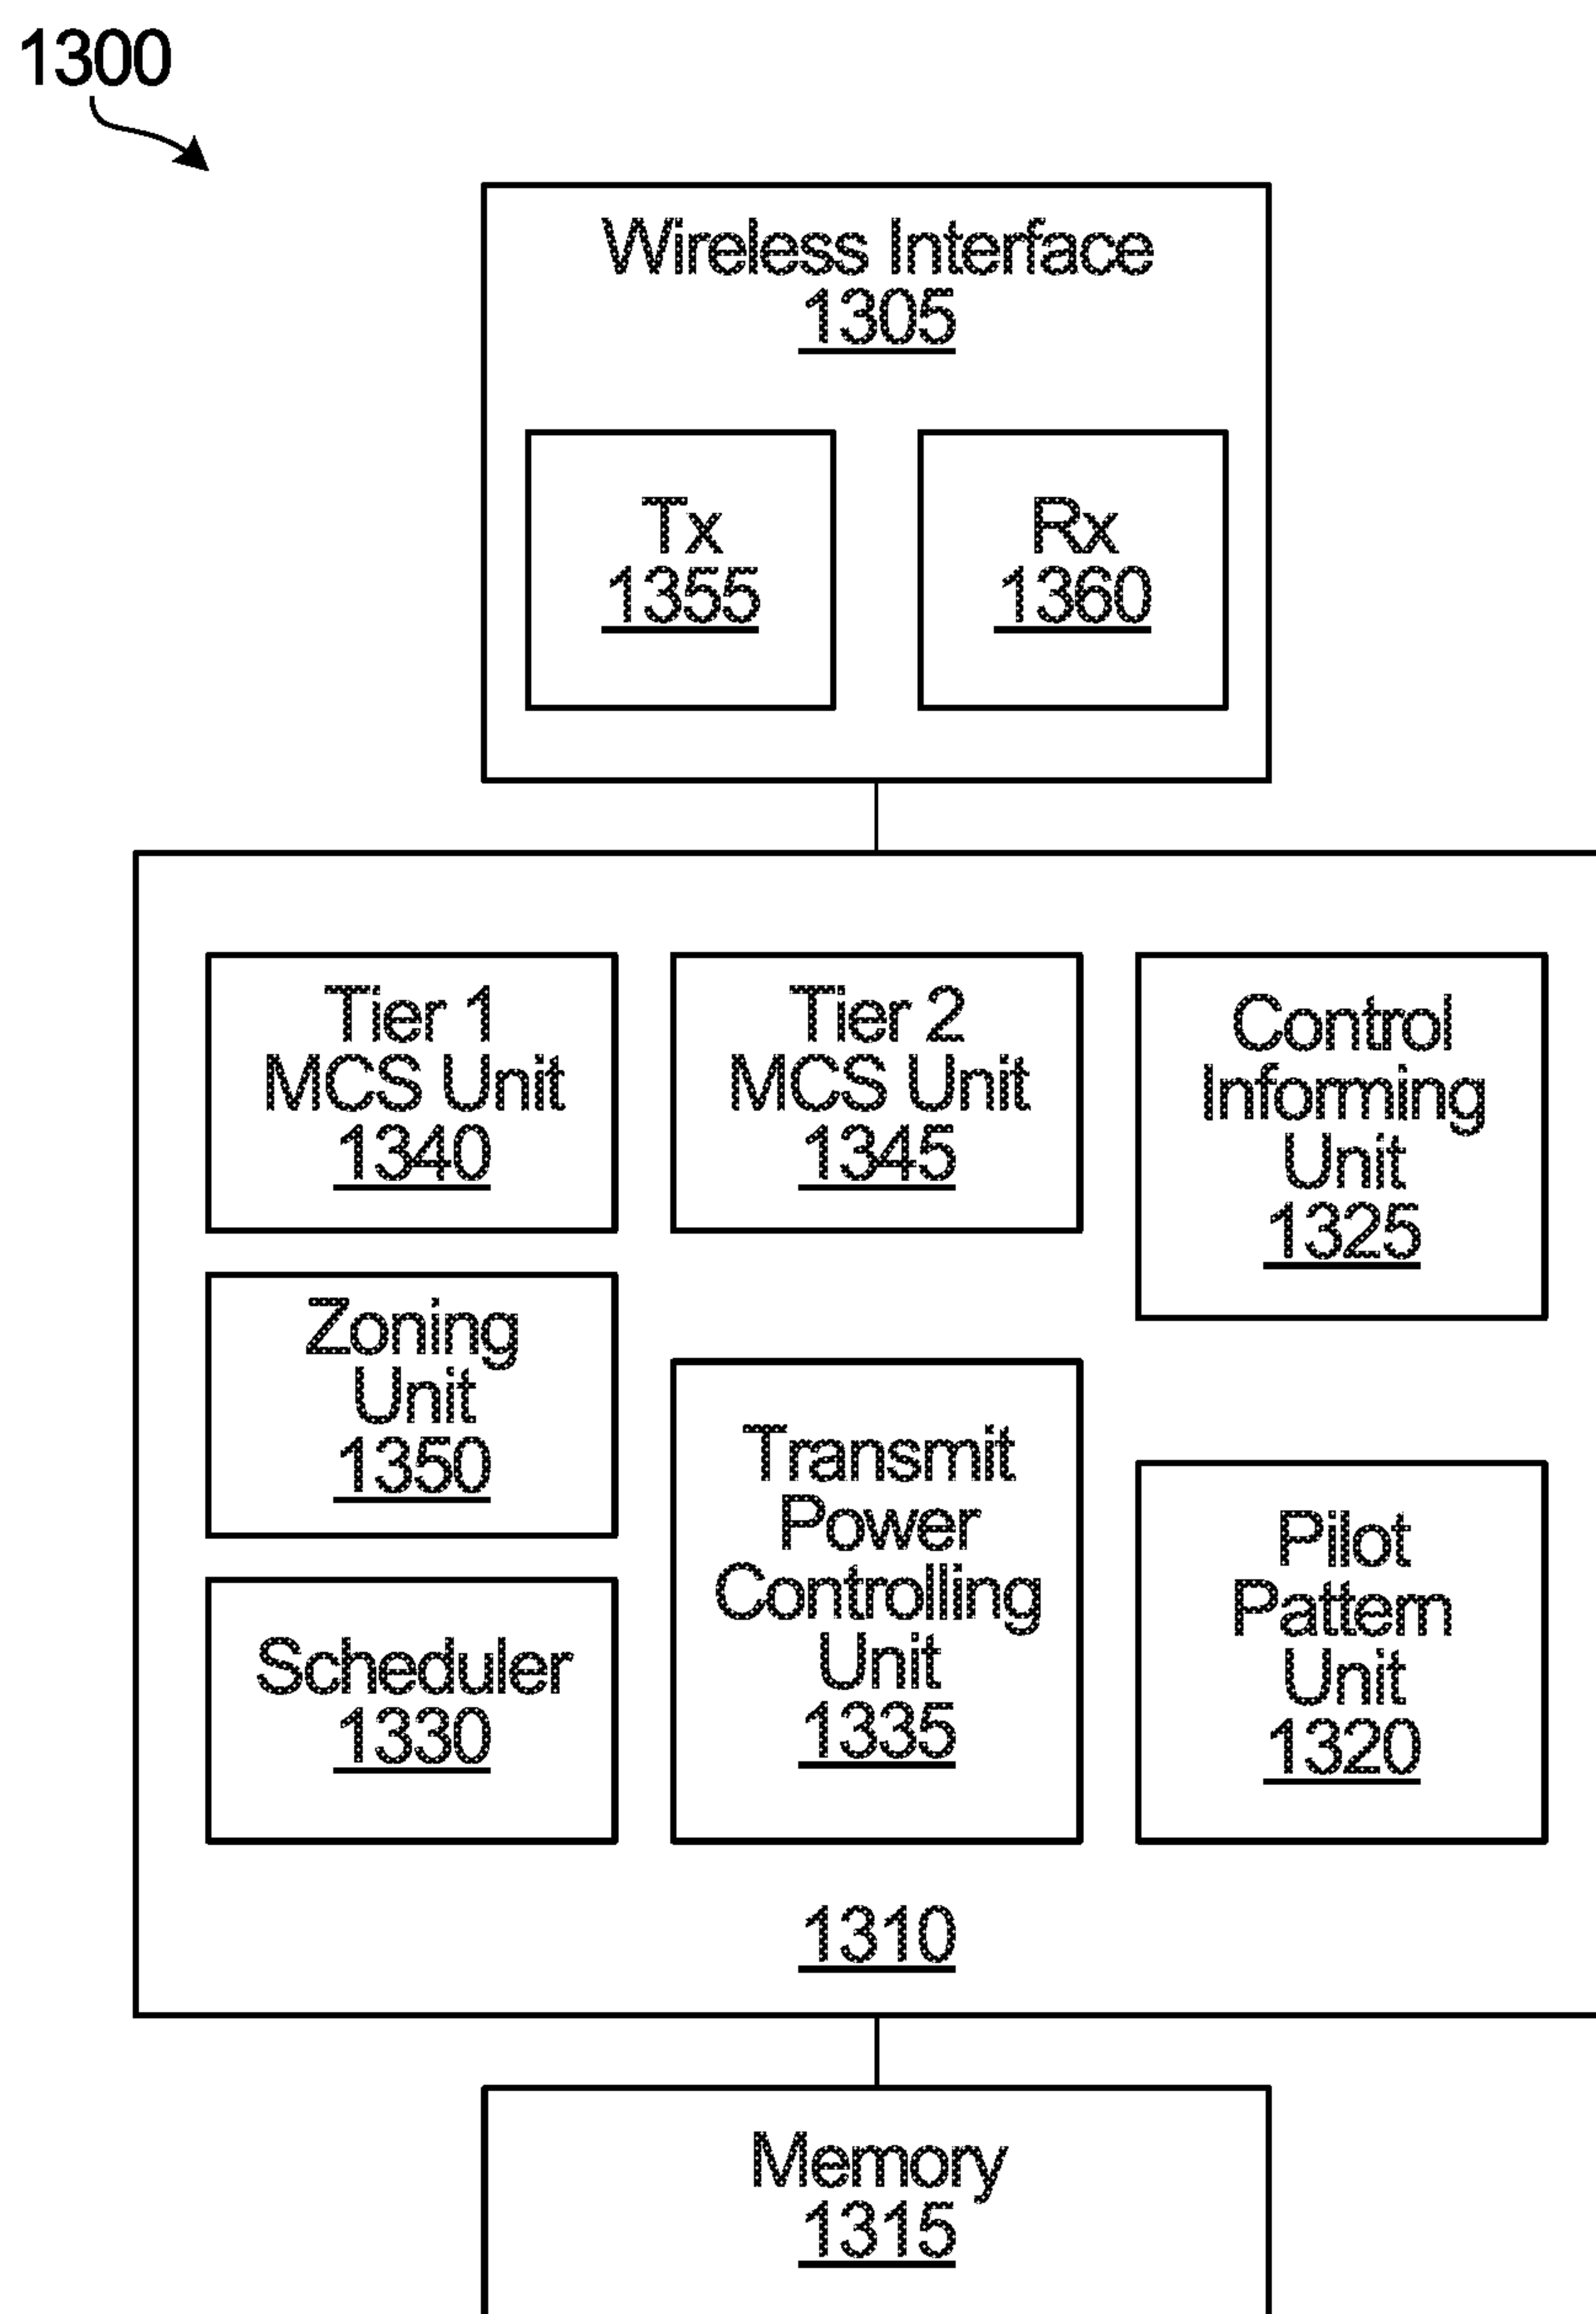 1300
Wireless Interface
1305
Tx
1355
Rx
1360
Tier 1
MCS Unit
1340
Tier 2
MCS Unit
1345
Control
Informing
Unit
1325
Zoning
Unit
1350
Transmit
Power
Controlling
Unit
1335
Pilot
Pattern
Unit
1320
Scheduler
1330
1310
Memory
1315